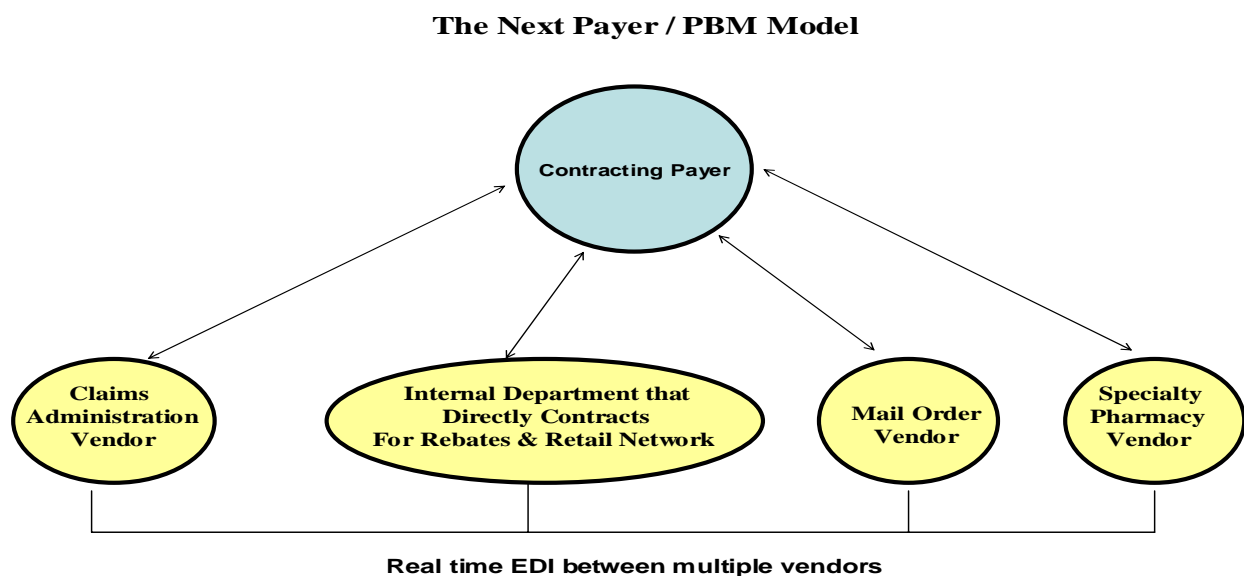 The Next Payer / PBM Model
Contracting Payer
Claims
Administration
Vendor
Internal Department that
Directly Contracts
For Rebates & Retail Network
Mail Order
Vendor
Specialty
Pharmacy
Vendor
Real time EDI between multiple vendors